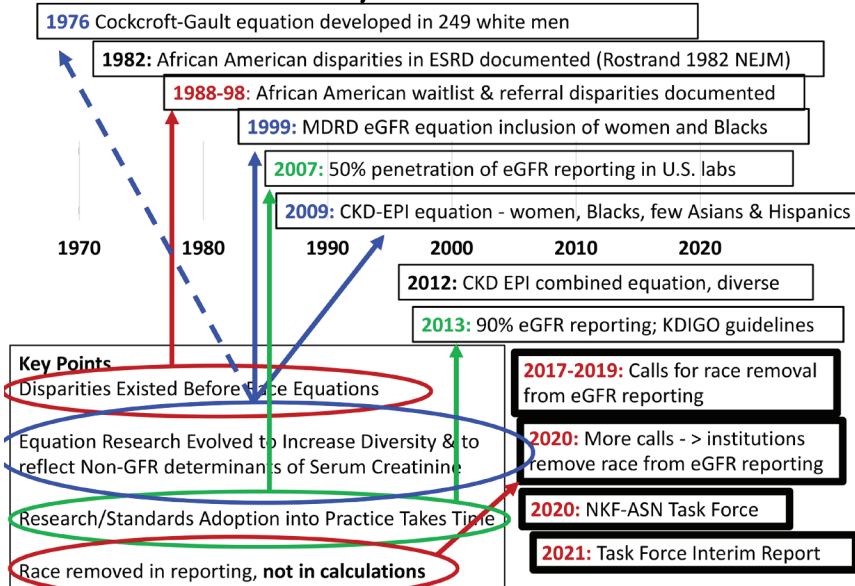 1976 Cockcroft-Gault equation developed in 249 white men
1982: African American disparities in ESRD documented (Rostrand 1982 NEJM)
1988-98: African American waitlist & referral disparities documented
1999: MDRD eGFR equation inclusion of women and Blacks
2007: 50% penetration of eGFR reporting in U.S. labs
2009: CKD-EPI equation - women, Blacks, few Asians & Hispanics
1970 1980 1990 2000 2010 2020
2012: CKD EPI combined equation, diverse
2013: 90% eGFR reporting; KDIGO guidelines
Key Points
Disparities Existed Before Race Equations
Equation Research Evolved to Increase Diversity & to
reflect Non-GFR determinants of Serum Creatinine
Research/Standards Adoption into Practice Takes Time
Race removed in reporting, not in calculations
2017-2019: Calls for race removal
from eGFR reporting
2020: More calls - > institutions
remove race from eGFR reporting
2020: NKF-ASN Task Force
2021: Task Force Interim Report